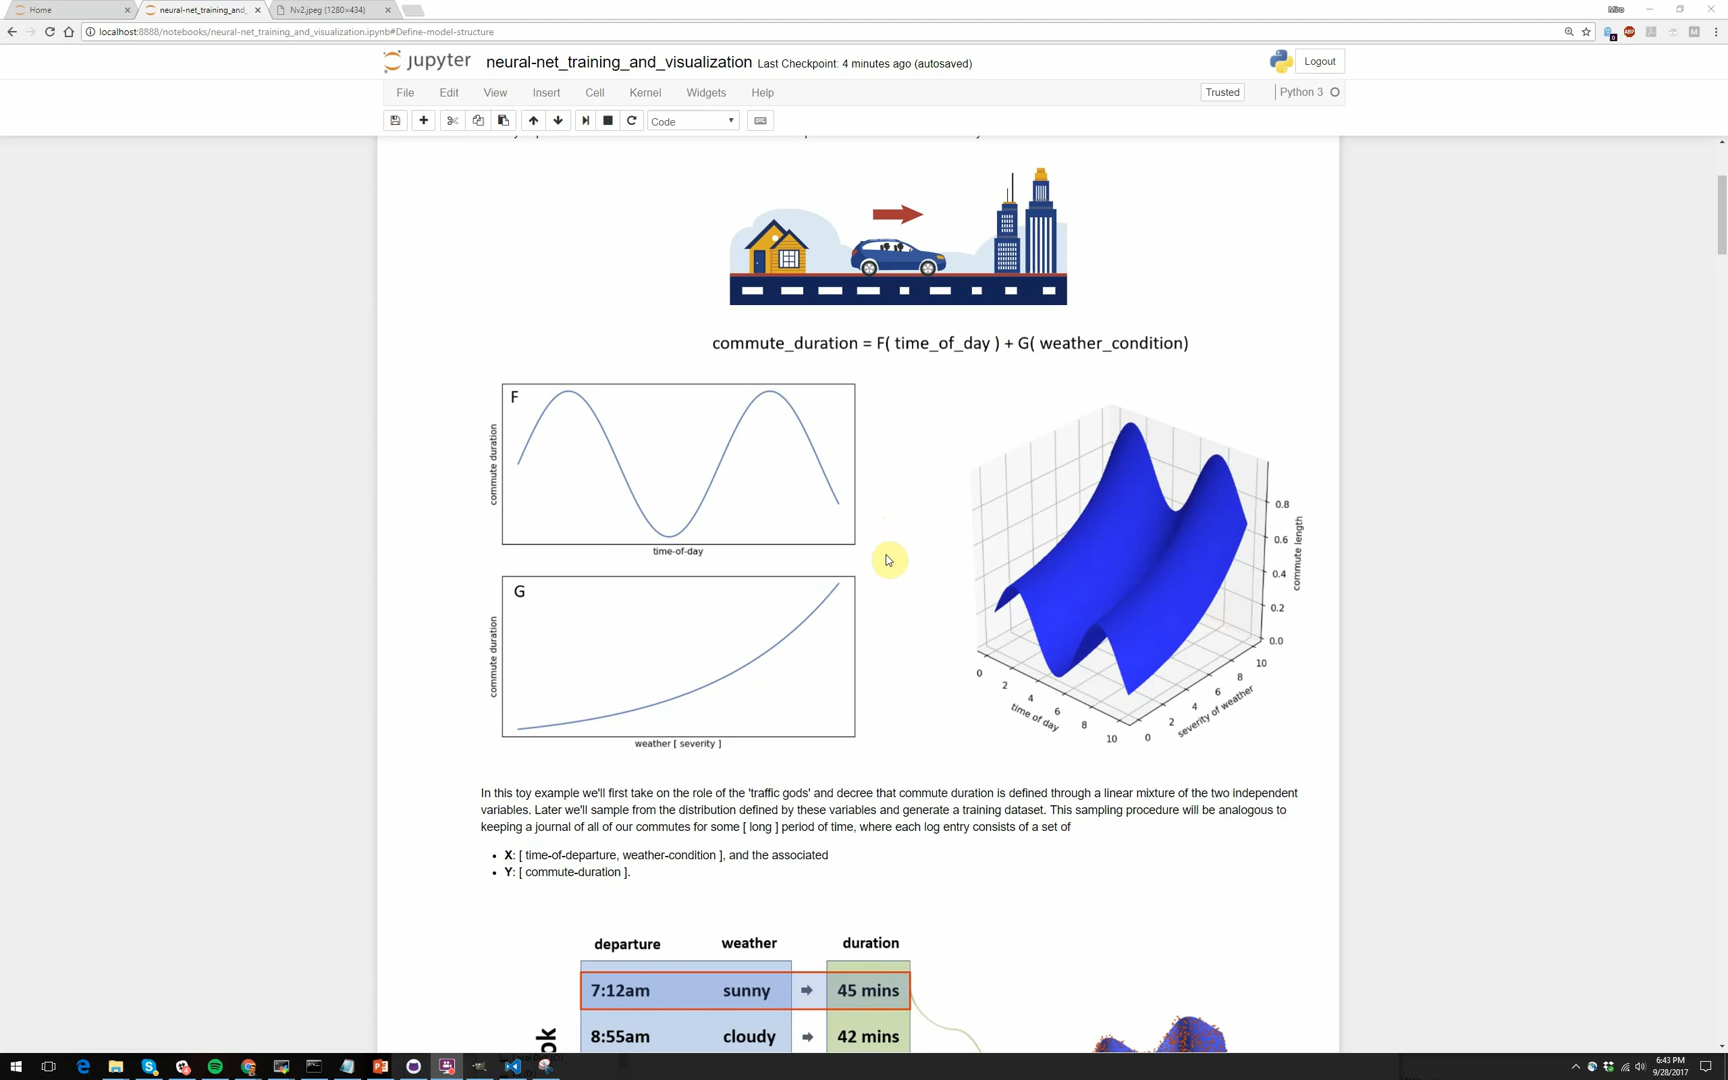 Home
neural-net_training_and_
Nv2.jpeg (1280×434)
Miro
localhost:8888/notebooks/neural-net_training_and_visualization.ipynb#Define-model-structure
jupyter
neural-net_training_and_visualization Last Checkpoint: 4 minutes ago (autosaved)
Logout
File Edit View Insert Cell Kernel Widgets Help
Trusted
Python 3
Code
commute_duration = F( time_of_day ) + G( weather_condition)
F
commute duration
time-of-day
G
commute duration
weather [ severity ]
0.8
0.6
0.4
0.2
0.0
commute length
0 2 4 6 8 10
time of day
0 2 4 6 8 10
severity of weather
In this toy example we'll first take on the role of the 'traffic gods' and decree that commute duration is defined through a linear mixture of the two independent
variables. Later we'll sample from the distribution defined by these variables and generate a training dataset. This sampling procedure will be analogous to
keeping a journal of all of our commutes for some [ long ] period of time, where each log entry consists of a set of
• X: [ time-of-departure, weather-condition ], and the associated
• Y: [ commute-duration ].
departure weather duration
7:12am sunny 45 mins
8:55am cloudy 42 mins
6:43 PM
9/28/2017